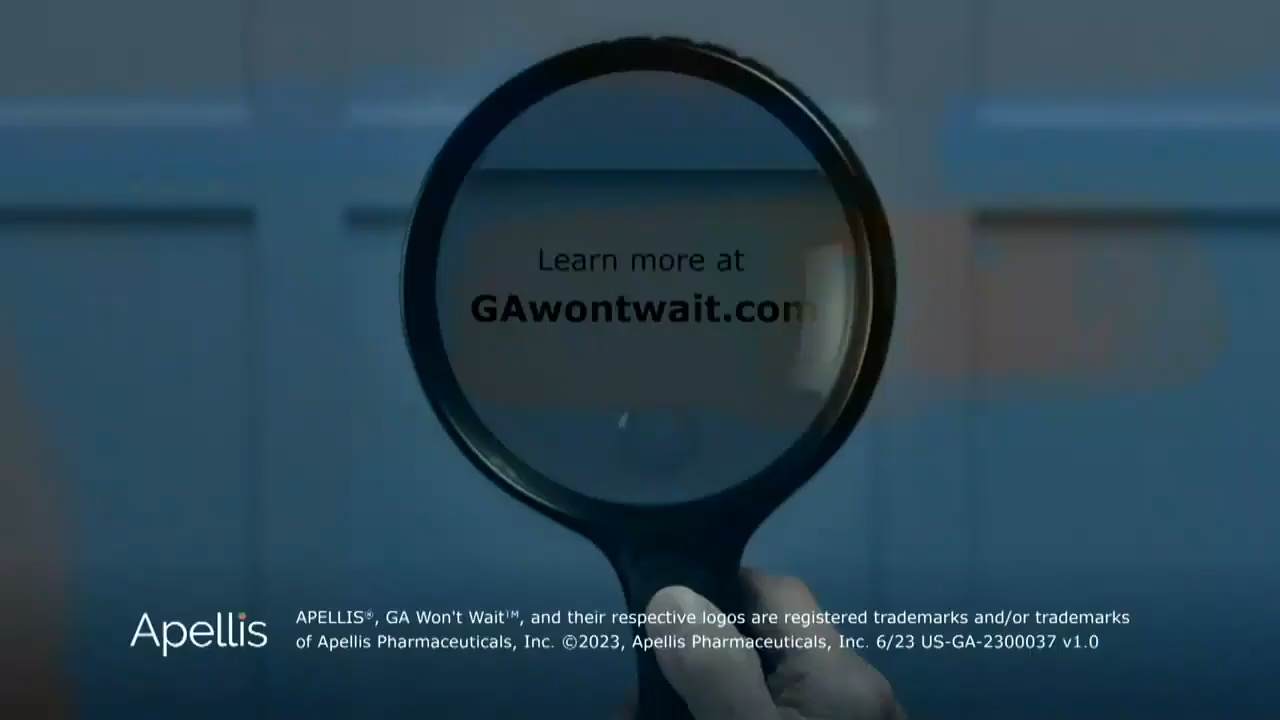 Learn more at
GAwontwait.com
Apellis
APELLIS®, GA Won't Wait™, and their respective logos are registered trademarks and/or trademarks
of Apellis Pharmaceuticals, Inc. ©2023, Apellis Pharmaceuticals, Inc. 6/23 US-GA-2300037 v1.0